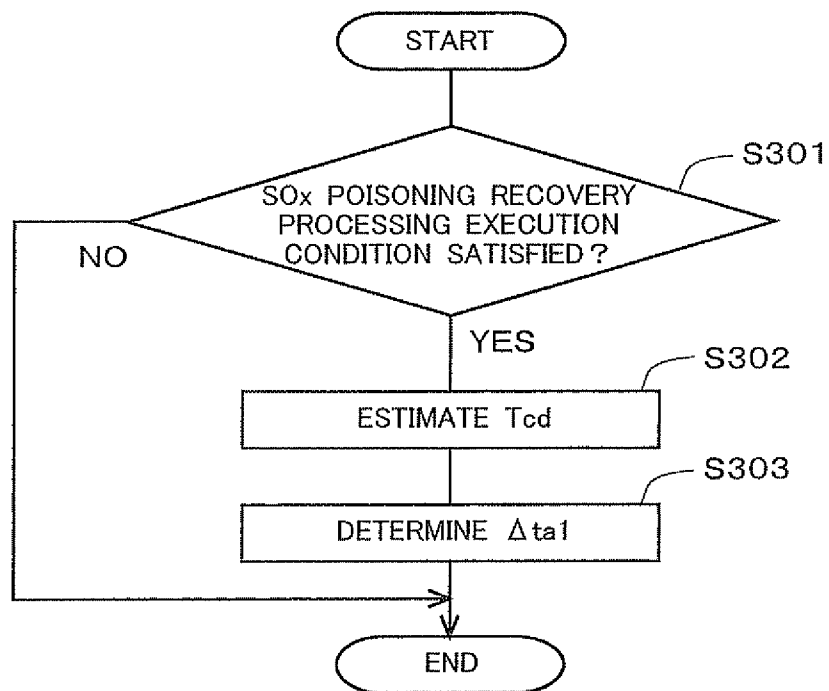 START
S301
SOx POISONING RECOVERY
PROCESSING EXECUTION
CONDITION SATISFIED?
NO
YES
S302
ESTIMATE Tcd
S303
DETERMINE Δta1
END